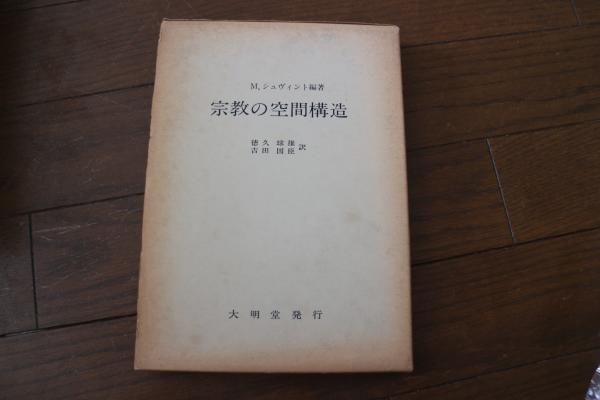 M.シュヴィント編著
宗教の空間構造
徳久球雄
吉田国臣 訳
大明堂発行